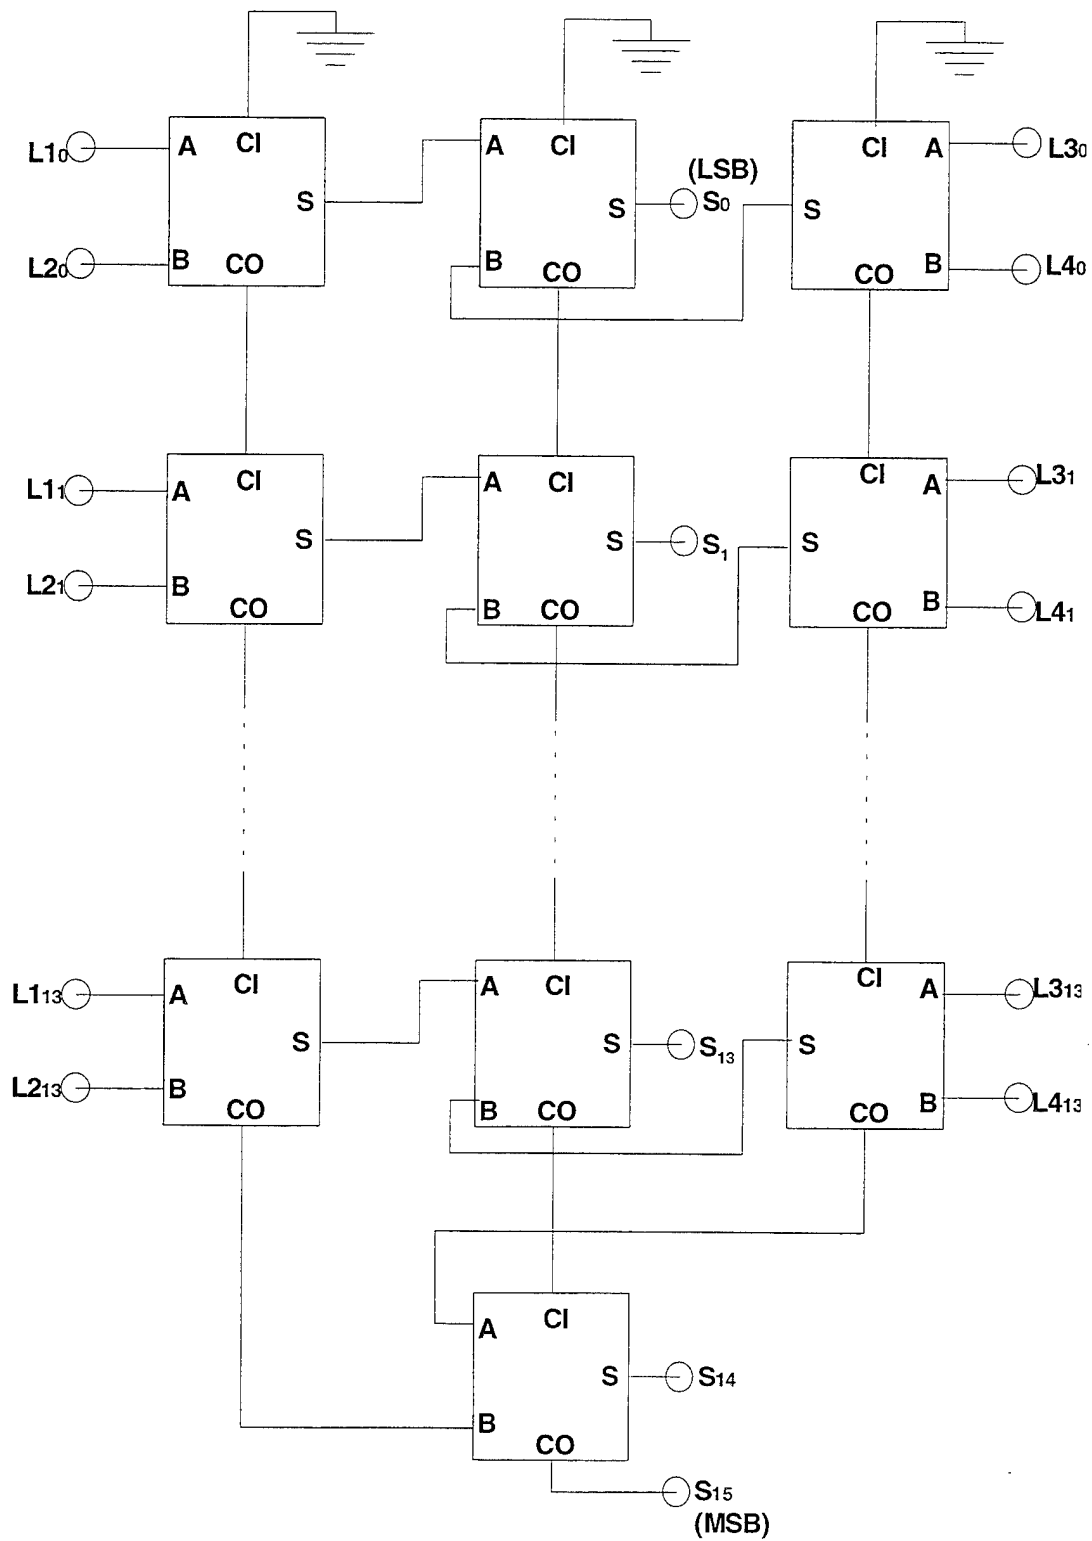 CI
CI
CI
L1₀
A
A
A
L3₀
(LSB)
S
S
S₀
S
L2₀
B
CO
B
CO
CO
B
L4₀
L1₁
A
CI
A
CI
CI
A
L3₁
S
S
S₁
S
L2₁
B
CO
B
CO
CO
B
L4₁
L1₁₃
A
CI
A
CI
CI
A
L3₁₃
S
S
S₁₃
S
L2₁₃
B
CO
B
CO
CO
B
L4₁₃
A
CI
S
S₁₄
B
CO
S₁₅
(MSB)